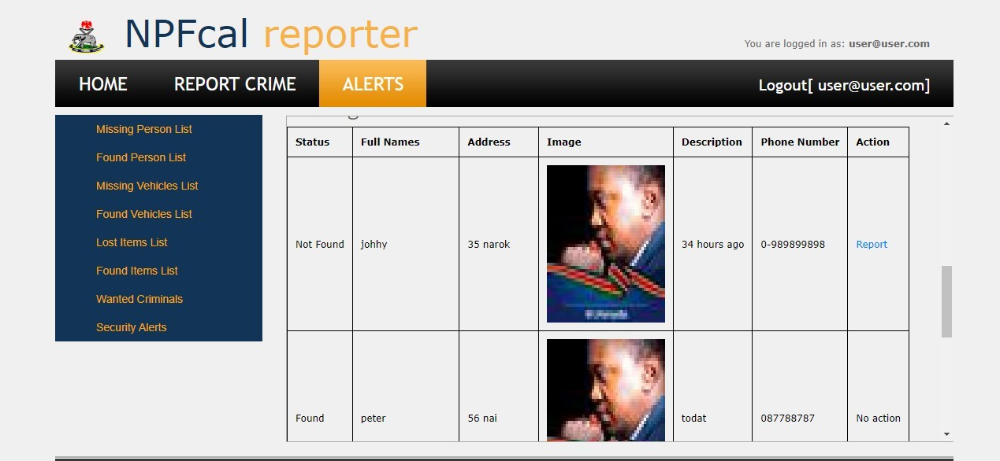 NPFcal reporter
You are logged in as: user@user.com
HOME REPORT CRIME ALERTS Logout[ user@user.com]
Missing Person List
Found Person List
Missing Vehicles List
Found Vehicles List
Lost Items List
Found Items List
Wanted Criminals
Security Alerts
Status Full Names Address Image Description Phone Number Action
Not Found johhy 35 narok 34 hours ago 0-989899898 Report
Found peter 56 nai todat 087788787 No action